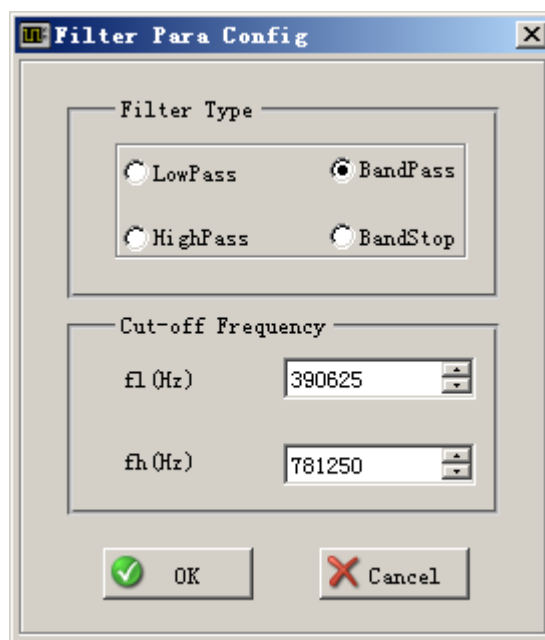 Filter Para Config
Filter Type
LowPass BandPass
HighPass BandStop
Cut-off Frequency
fl(Hz) 390625
fh(Hz) 781250
OK Cancel